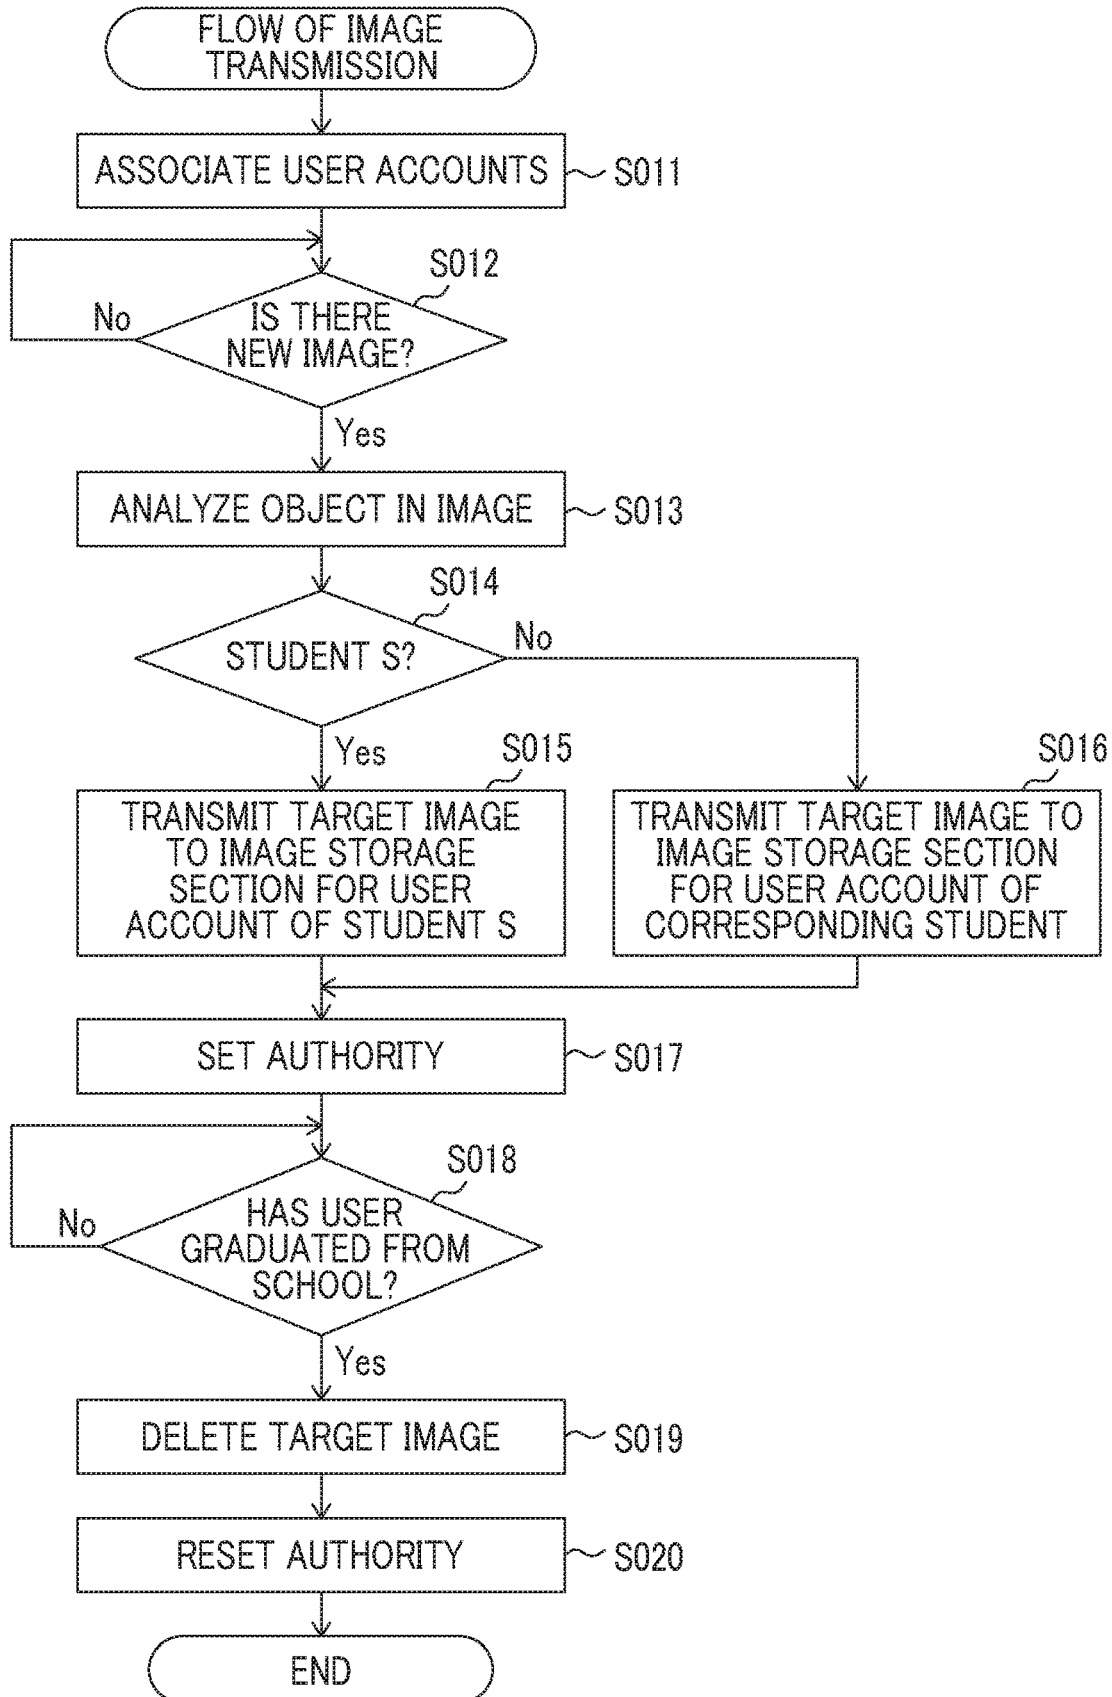 FLOW OF IMAGE
TRANSMISSION
ASSOCIATE USER ACCOUNTS
S011
S012
No
IS THERE
NEW IMAGE?
Yes
ANALYZE OBJECT IN IMAGE
S013
S014
STUDENT S?
No
Yes
S015
S016
TRANSMIT TARGET IMAGE
TO IMAGE STORAGE
SECTION FOR USER
ACCOUNT OF STUDENT S
TRANSMIT TARGET IMAGE TO
IMAGE STORAGE SECTION
FOR USER ACCOUNT OF
CORRESPONDING STUDENT
SET AUTHORITY
S017
S018
No
HAS USER
GRADUATED FROM
SCHOOL?
Yes
DELETE TARGET IMAGE
S019
RESET AUTHORITY
S020
END